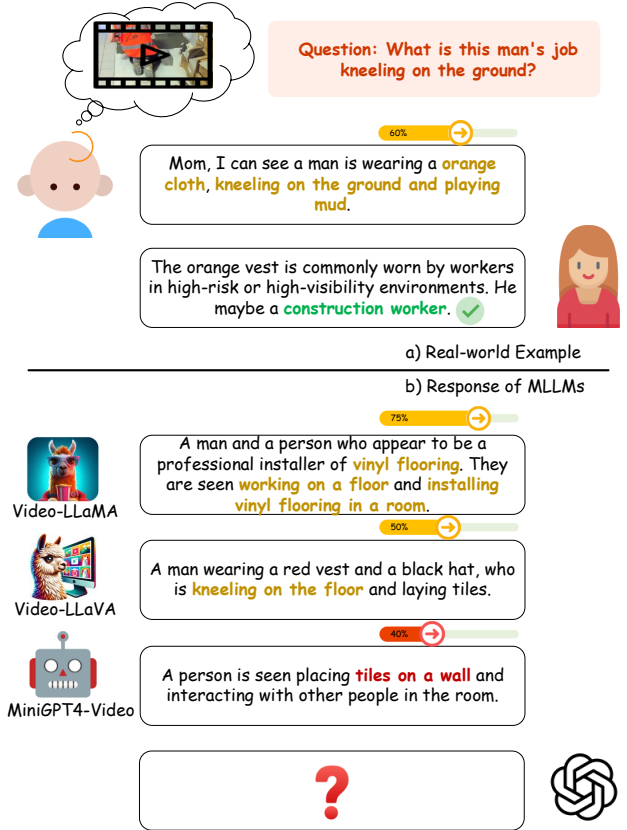 Question: What is this man's job
kneeling on the ground?
60%
Mom, I can see a man is wearing a orange
cloth, kneeling on the ground and playing
mud.
The orange vest is commonly worn by workers
in high-risk or high-visibility environments. He
maybe a construction worker.
a) Real-world Example
b) Response of MLLMs
75%
A man and a person who appear to be a
professional installer of vinyl flooring. They
are seen working on a floor and installing
vinyl flooring in a room.
Video-LLaMA
50%
A man wearing a red vest and a black hat, who
is kneeling on the floor and laying tiles.
Video-LLaVA
40%
A person is seen placing tiles on a wall and
interacting with other people in the room.
MiniGPT4-Video
❓